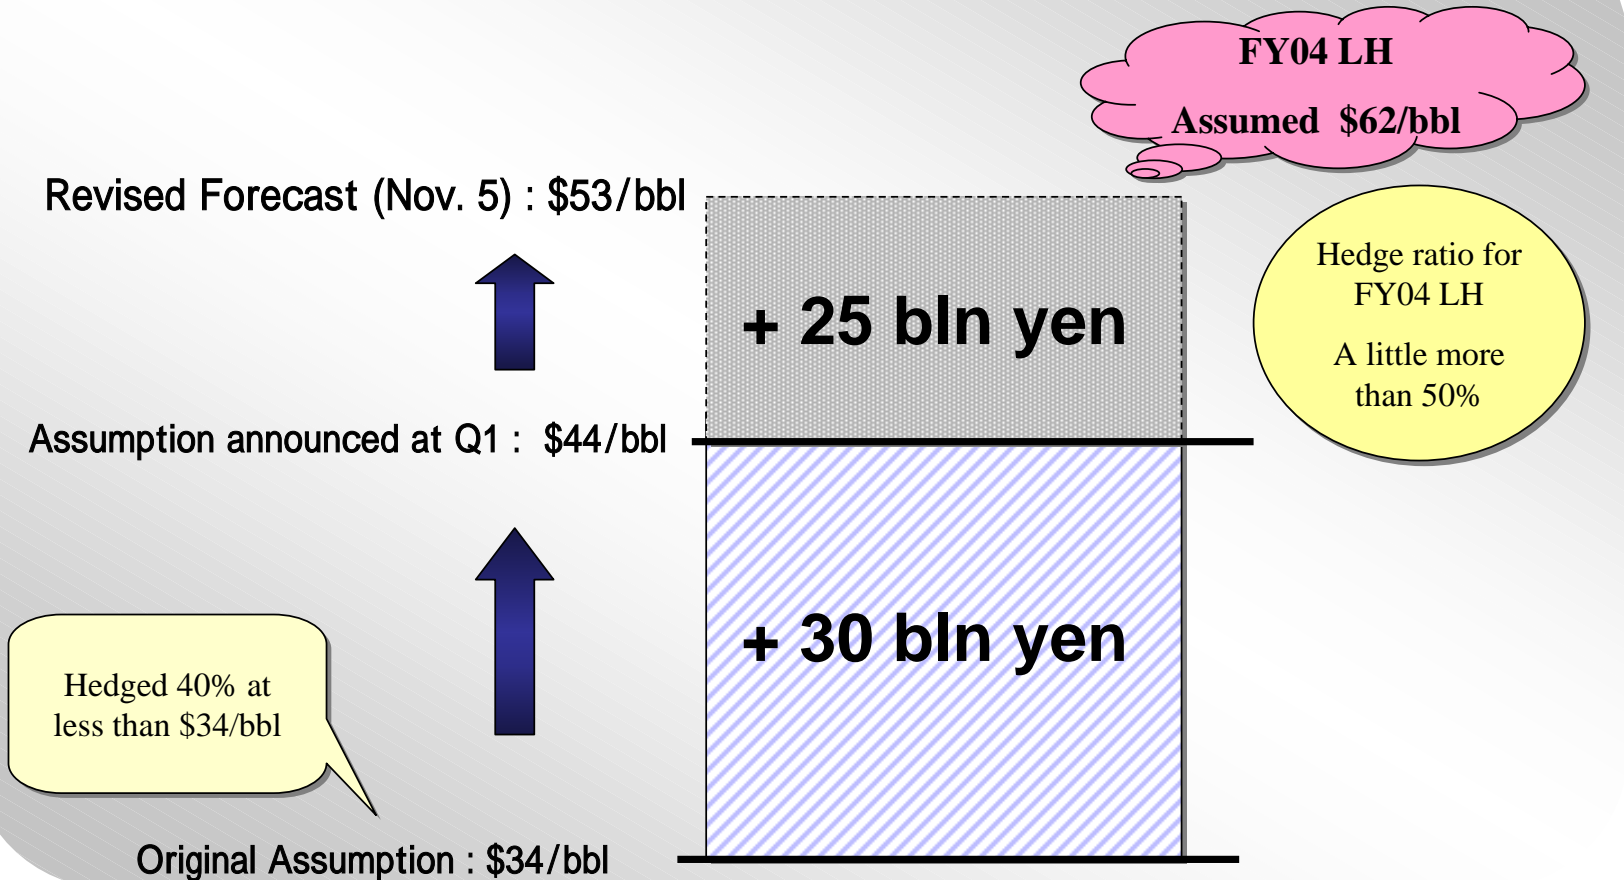 FY04 LH
Assumed $62/bbl
Revised Forecast (Nov. 5) : $53/bbl
+ 25 bln yen
Hedge ratio for
FY04 LH
A little more
than 50%
Assumption announced at Q1 : $44/bbl
+ 30 bln yen
Hedged 40% at
less than $34/bbl
Original Assumption : $34/bbl